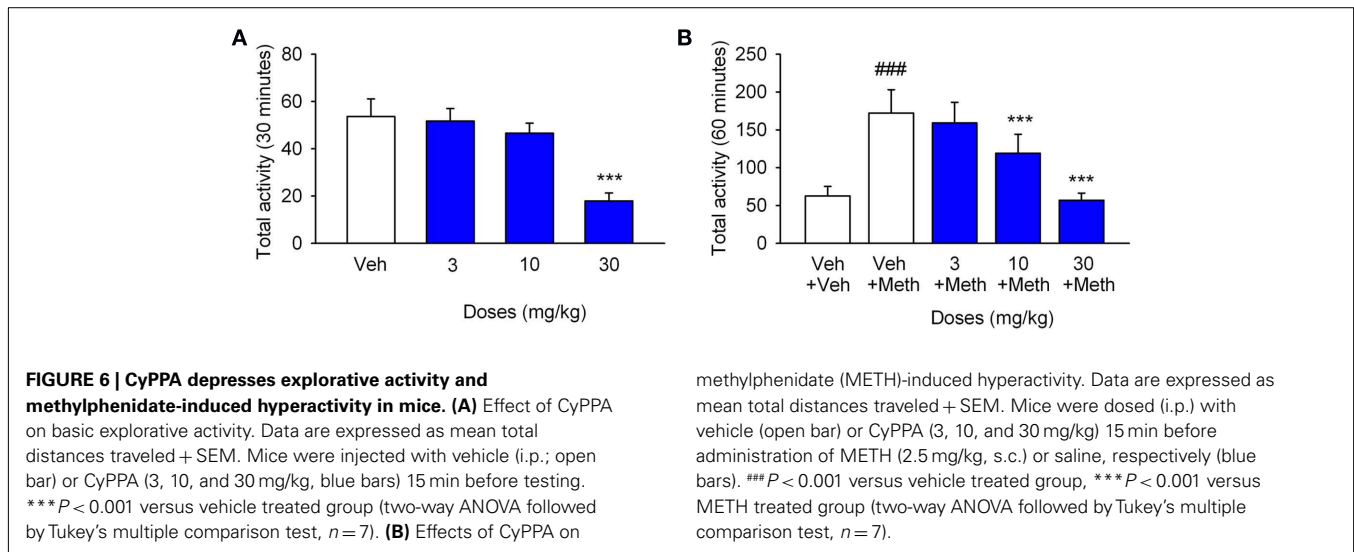 A
Total activity (30 minutes)
80
60
40
20
0
***
Veh 3 10 30
Doses (mg/kg)
B
Total activity (60 minutes)
250
200
150
100
50
0
###
***
***
Veh Veh 3 10 30
+Veh +Meth +Meth +Meth +Meth
Doses (mg/kg)
FIGURE 6 | CyPPA depresses explorative activity and
methylphenidate-induced hyperactivity in mice. (A) Effect of CyPPA
on basic explorative activity. Data are expressed as mean total
distances traveled + SEM. Mice were injected with vehicle (i.p.; open
bar) or CyPPA (3, 10, and 30 mg/kg, blue bars) 15 min before testing.
***P < 0.001 versus vehicle treated group (two-way ANOVA followed
by Tukey's multiple comparison test, n = 7). (B) Effects of CyPPA on
methylphenidate (METH)-induced hyperactivity. Data are expressed as
mean total distances traveled + SEM. Mice were dosed (i.p.) with
vehicle (open bar) or CyPPA (3, 10, and 30 mg/kg) 15 min before
administration of METH (2.5 mg/kg, s.c.) or saline, respectively (blue
bars). ###P < 0.001 versus vehicle treated group, ***P < 0.001 versus
METH treated group (two-way ANOVA followed by Tukey's multiple
comparison test, n = 7).